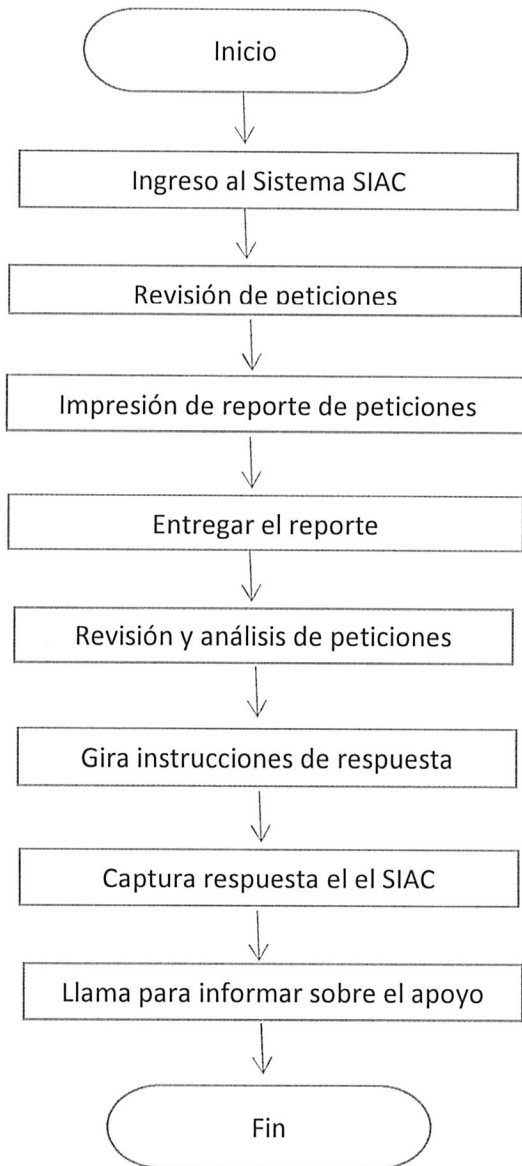 Inicio
Ingreso al Sistema SIAC
Revisión de peticiones
Impresión de reporte de peticiones
Entregar el reporte
Revisión y análisis de peticiones
Gira instrucciones de respuesta
Captura respuesta el el SIAC
Llama para informar sobre el apoyo
Fin